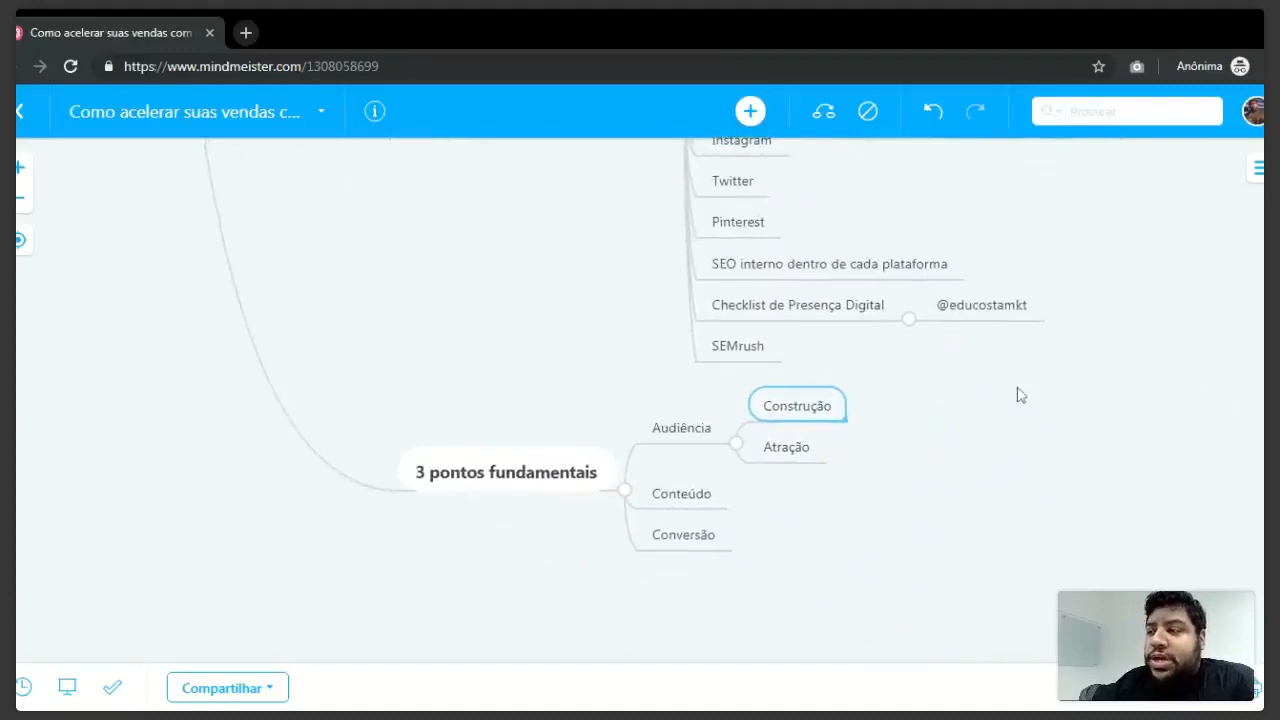 Como acelerar suas vendas com
https://www.mindmeister.com/1308058699
Anônima
Como acelerar suas vendas c...
Procurar
Instagram
Twitter
Pinterest
SEO interno dentro de cada plataforma
Checklist de Presença Digital
@educostamkt
SEMrush
Construção
Audiência
Atração
3 pontos fundamentais
Conteúdo
Conversão
Compartilhar